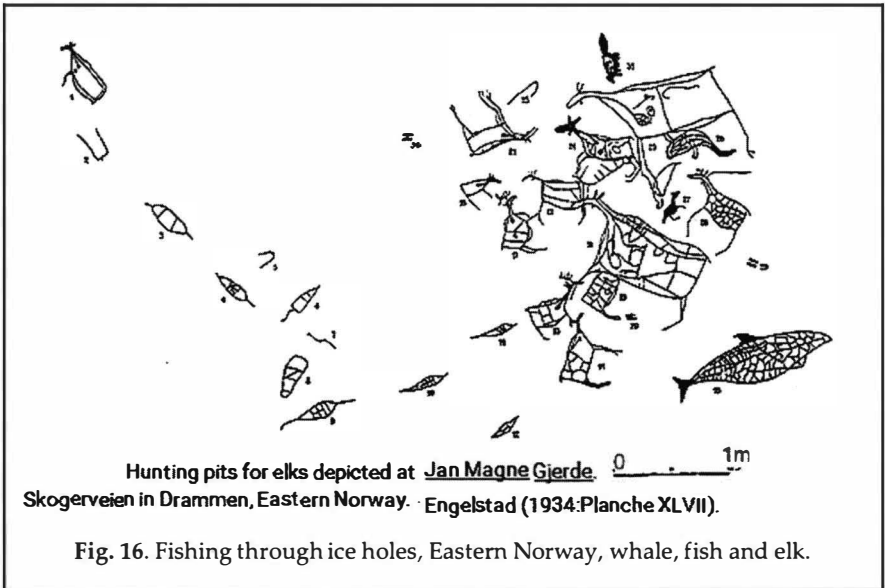 0 1m
Hunting pits for elks depicted at Jan Magne Gjerde.
Skogerveien in Drammen, Eastern Norway. Engelstad (1934:Planche XLVII).
Fig. 16. Fishing through ice holes, Eastern Norway, whale, fish and elk.